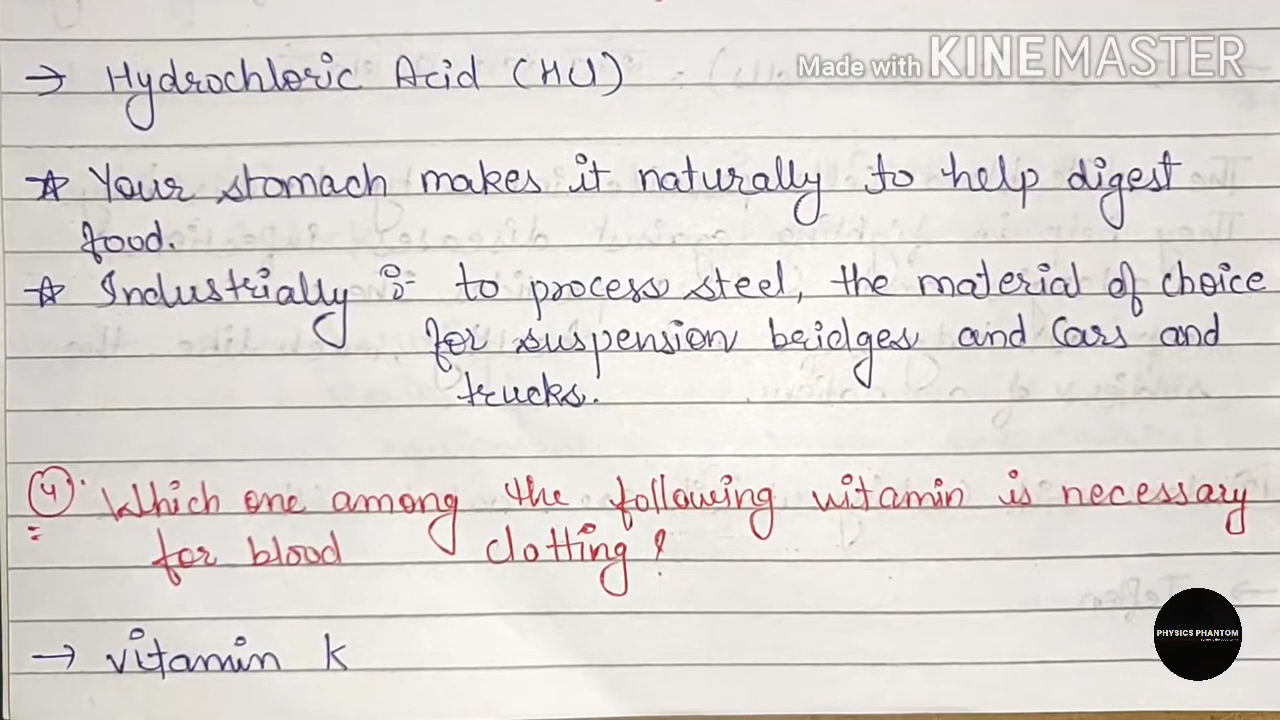 Made with KINEMASTER
→ Hydrochloric Acid (HCl)
☆ Your stomach makes it naturally to help digest
food.
☆ Industrially :- to process steel, the material of choice
for suspension bridges and Cars and
trucks.
(4) Which one among the following vitamin is necessary
for blood clotting ?
→ vitamin k
PHYSICS PHANTOM